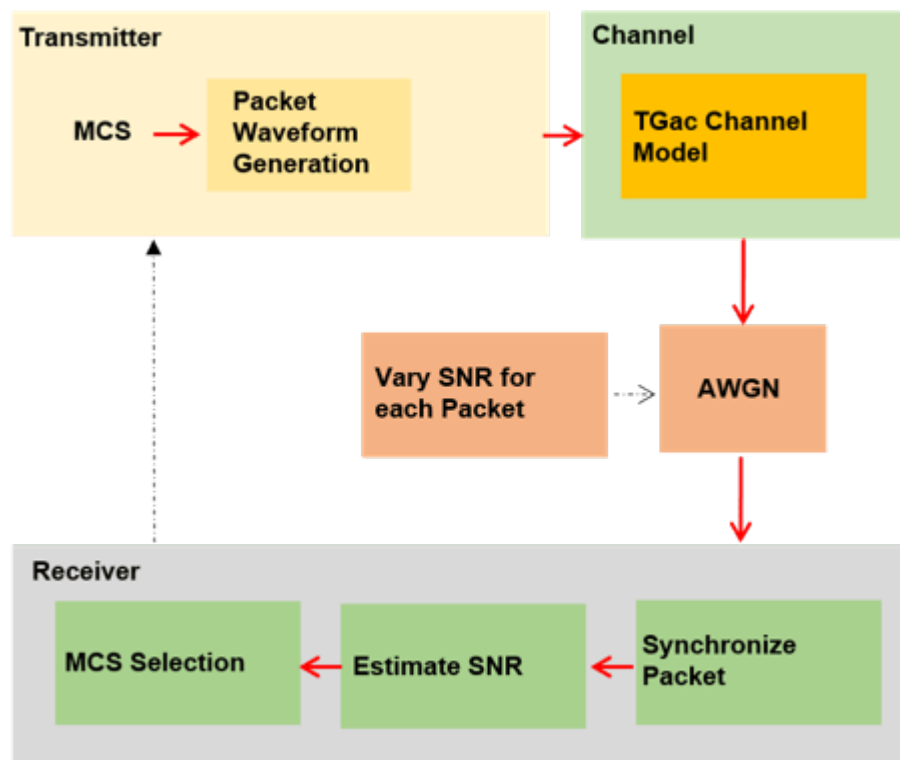 Transmitter
MCS
Packet
Waveform
Generation
Channel
TGac Channel
Model
Vary SNR for
each Packet
AWGN
Receiver
MCS Selection
Estimate SNR
Synchronize
Packet